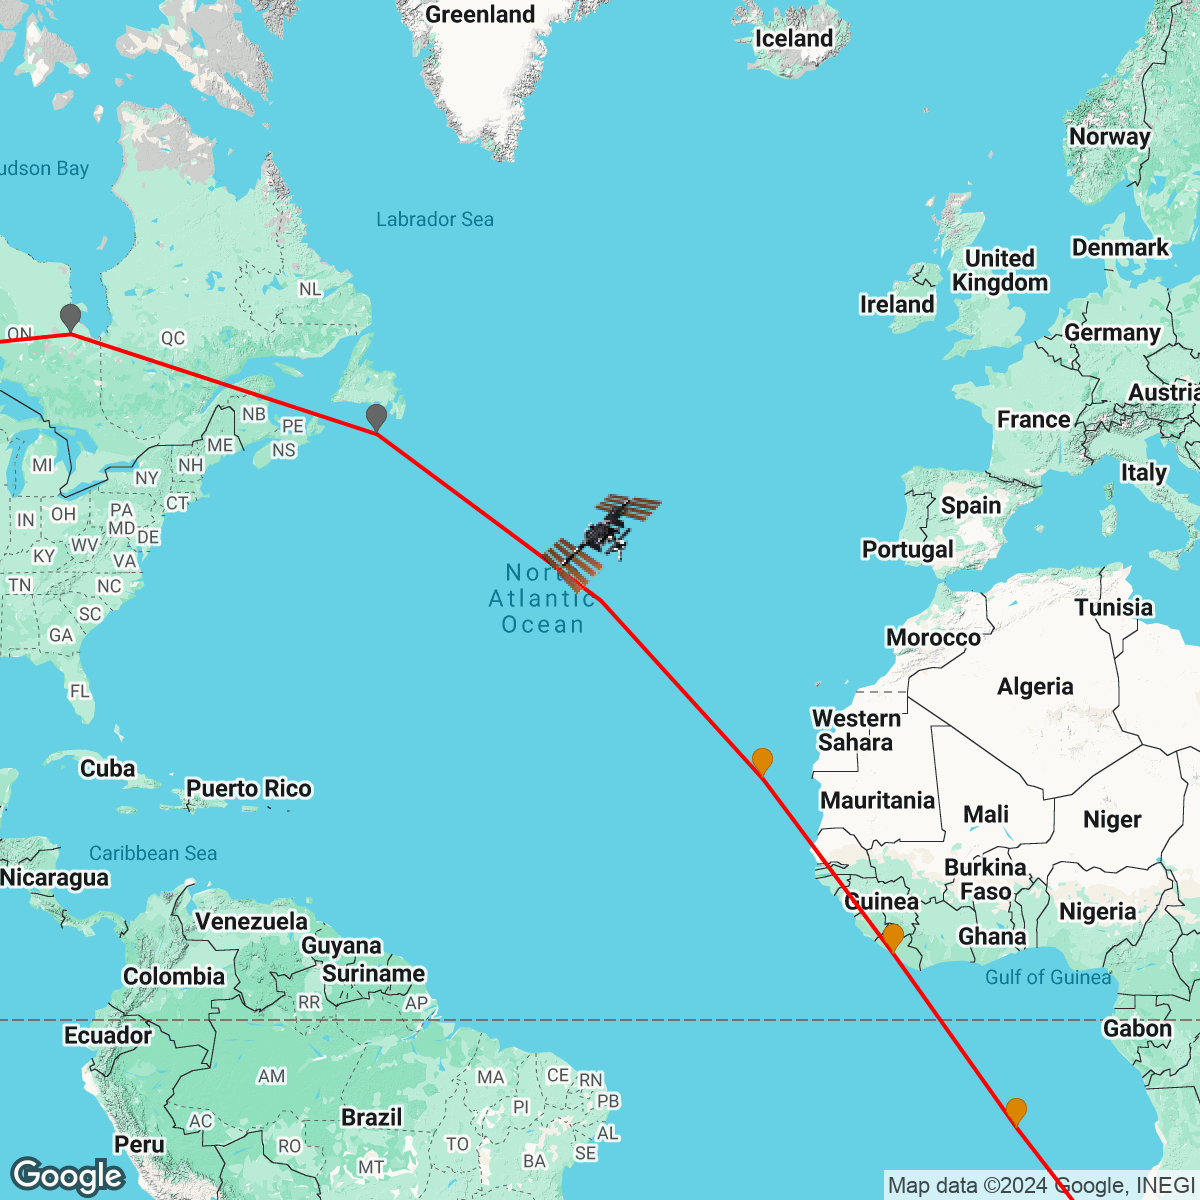 Greenland
Iceland
Norway
udson Bay
Labrador Sea
Denmark
United
Kingdom
Ireland
NL
ON
QC
Germany
Austria
France
NB
PE
NS
ME
MI
NH
NY
Italy
CT
Spain
IN
OH
PA
MD
DE
WV
KY
VA
Portugal
TN
NC
North
Atlantic
Ocean
SC
GA
Tunisia
Morocco
FL
Algeria
Western
Sahara
Cuba
Puerto Rico
Mauritania
Mali
Niger
Caribbean Sea
Nicaragua
Burkina
Faso
Guinea
Nigeria
Venezuela
Ghana
Guyana
Colombia
Suriname
Gulf of Guinea
RR
AP
Ecuador
Gabon
AM
MA
CE
RN
PI
PB
AC
Brazil
AL
Peru
RO
TO
SE
MT
BA
Google
Map data ©2024 Google, INEGI